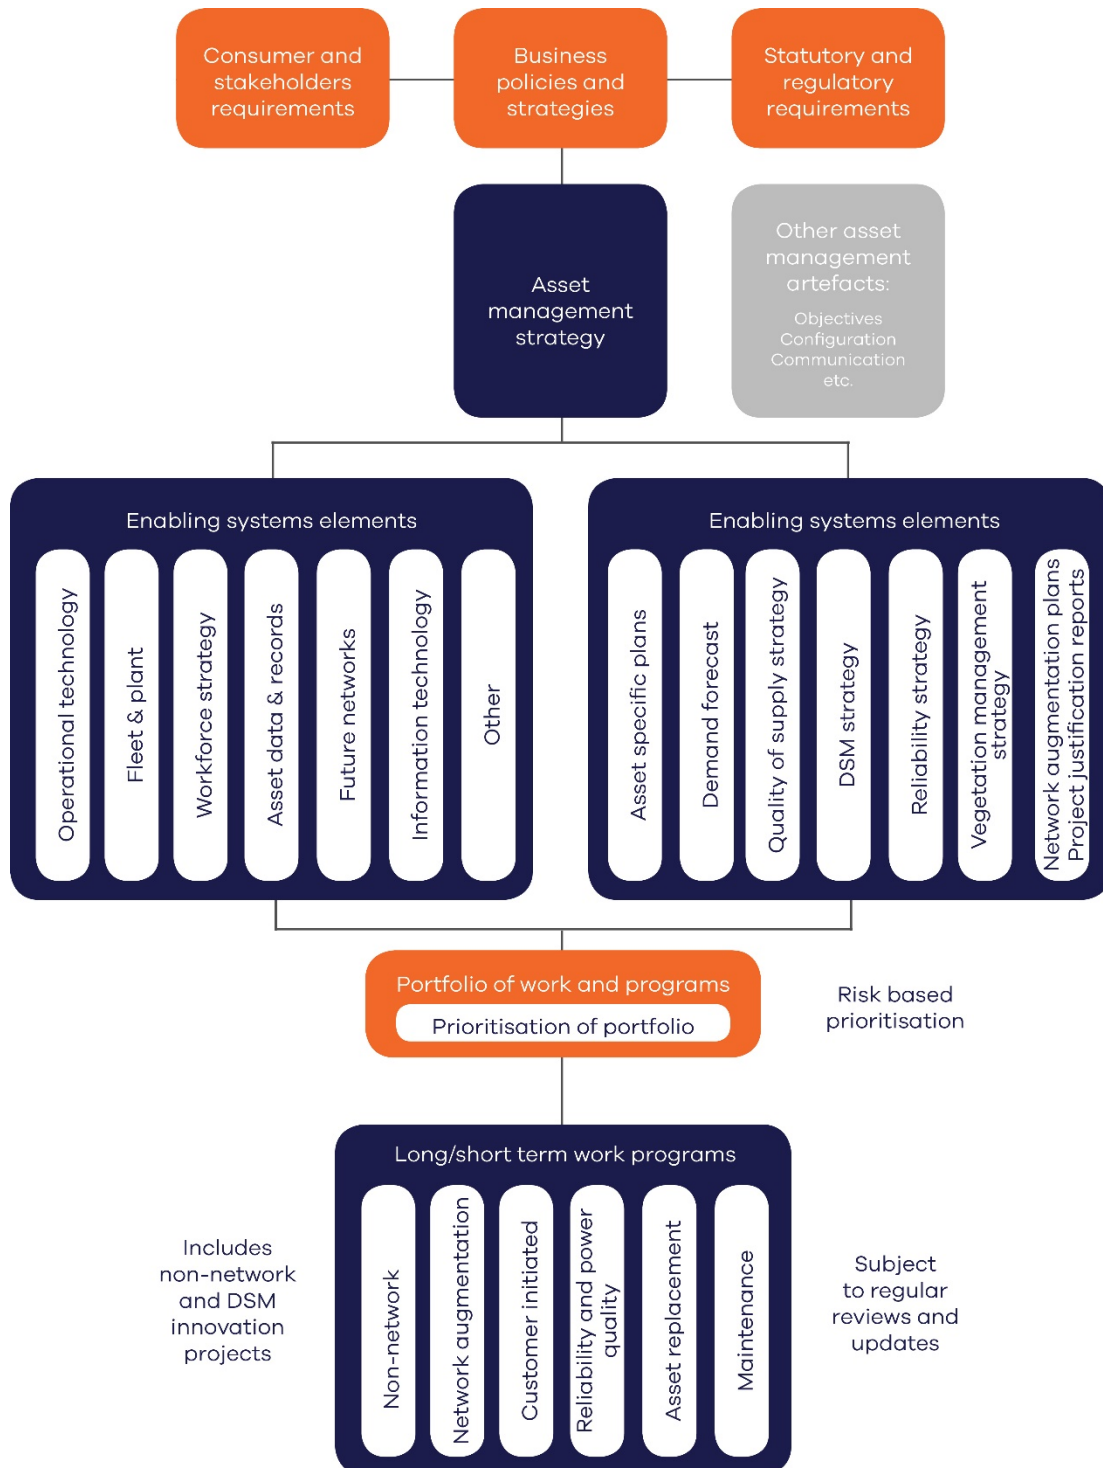 Consumer and
stakeholders
requirements
Business
policies and
strategies
Statutory and
regulatory
requirements
Asset
management
strategy
Other asset
management
artefacts:
Objectives
Configuration
Communication
etc.
Enabling systems elements
Operational technology
Fleet & plant
Workforce strategy
Asset data & records
Future networks
Information technology
Other
Enabling systems elements
Asset specific plans
Demand forecast
Quality of supply strategy
DSM strategy
Reliability strategy
Vegetation management
strategy
Network augmentation plans
Project justification reports
Portfolio of work and programs
Prioritisation of portfolio
Risk based
prioritisation
Long/short term work programs
Non-network
Network augmentation
Customer initiated
Reliability and power
quality
Asset replacement
Maintenance
Includes
non-network
and DSM
innovation
projects
Subject
to regular
reviews and
updates